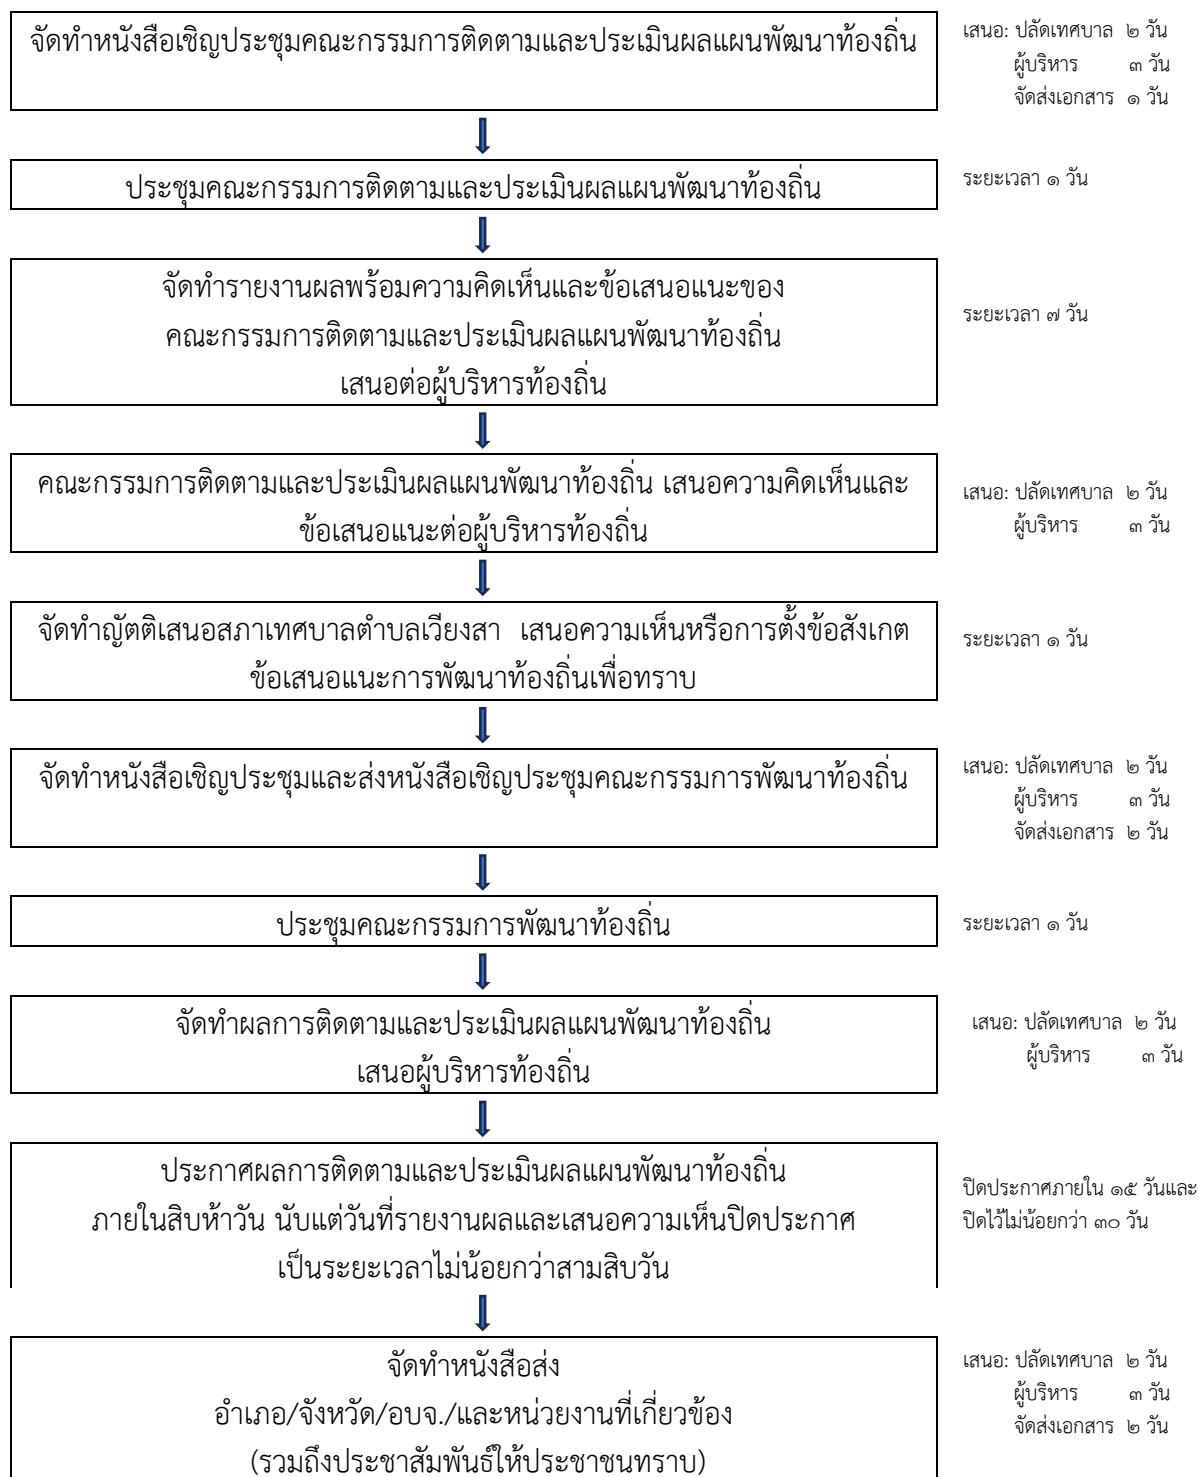 จัดทำหนังสือเชิญประชุมคณะกรรมการติดตามและประเมินผลแผนพัฒนาท้องถิ่น
เสนอ: ปลัดเทศบาล ๒ วัน
ผู้บริหาร ๓ วัน
จัดส่งเอกสาร ๑ วัน
ประชุมคณะกรรมการติดตามและประเมินผลแผนพัฒนาท้องถิ่น
ระยะเวลา ๑ วัน
จัดทำรายงานผลพร้อมความคิดเห็นและข้อเสนอแนะของ
คณะกรรมการติดตามและประเมินผลแผนพัฒนาท้องถิ่น
เสนอต่อผู้บริหารท้องถิ่น
ระยะเวลา ๗ วัน
คณะกรรมการติดตามและประเมินผลแผนพัฒนาท้องถิ่น เสนอความคิดเห็นและ
ข้อเสนอแนะต่อผู้บริหารท้องถิ่น
เสนอ: ปลัดเทศบาล ๒ วัน
ผู้บริหาร ๓ วัน
จัดทำญัตติเสนอสภาเทศบาลตำบลเวียงสา เสนอความเห็นหรือการตั้งข้อสังเกต
ข้อเสนอแนะการพัฒนาท้องถิ่นเพื่อทราบ
ระยะเวลา ๑ วัน
จัดทำหนังสือเชิญประชุมและส่งหนังสือเชิญประชุมคณะกรรมการพัฒนาท้องถิ่น
เสนอ: ปลัดเทศบาล ๒ วัน
ผู้บริหาร ๓ วัน
จัดส่งเอกสาร ๒ วัน
ประชุมคณะกรรมการพัฒนาท้องถิ่น
ระยะเวลา ๑ วัน
จัดทำผลการติดตามและประเมินผลแผนพัฒนาท้องถิ่น
เสนอผู้บริหารท้องถิ่น
เสนอ: ปลัดเทศบาล ๒ วัน
ผู้บริหาร ๓ วัน
ประกาศผลการติดตามและประเมินผลแผนพัฒนาท้องถิ่น
ภายในสิบห้าวัน นับแต่วันที่รายงานผลและเสนอความเห็นปิดประกาศ
เป็นระยะเวลาไม่น้อยกว่าสามสิบวัน
ปิดประกาศภายใน ๑๕ วันและ
ปิดไว้ไม่น้อยกว่า ๓๐ วัน
จัดทำหนังสือส่ง
อำเภอ/จังหวัด/อบจ./และหน่วยงานที่เกี่ยวข้อง
(รวมถึงประชาสัมพันธ์ให้ประชาชนทราบ)
เสนอ: ปลัดเทศบาล ๒ วัน
ผู้บริหาร ๓ วัน
จัดส่งเอกสาร ๒ วัน